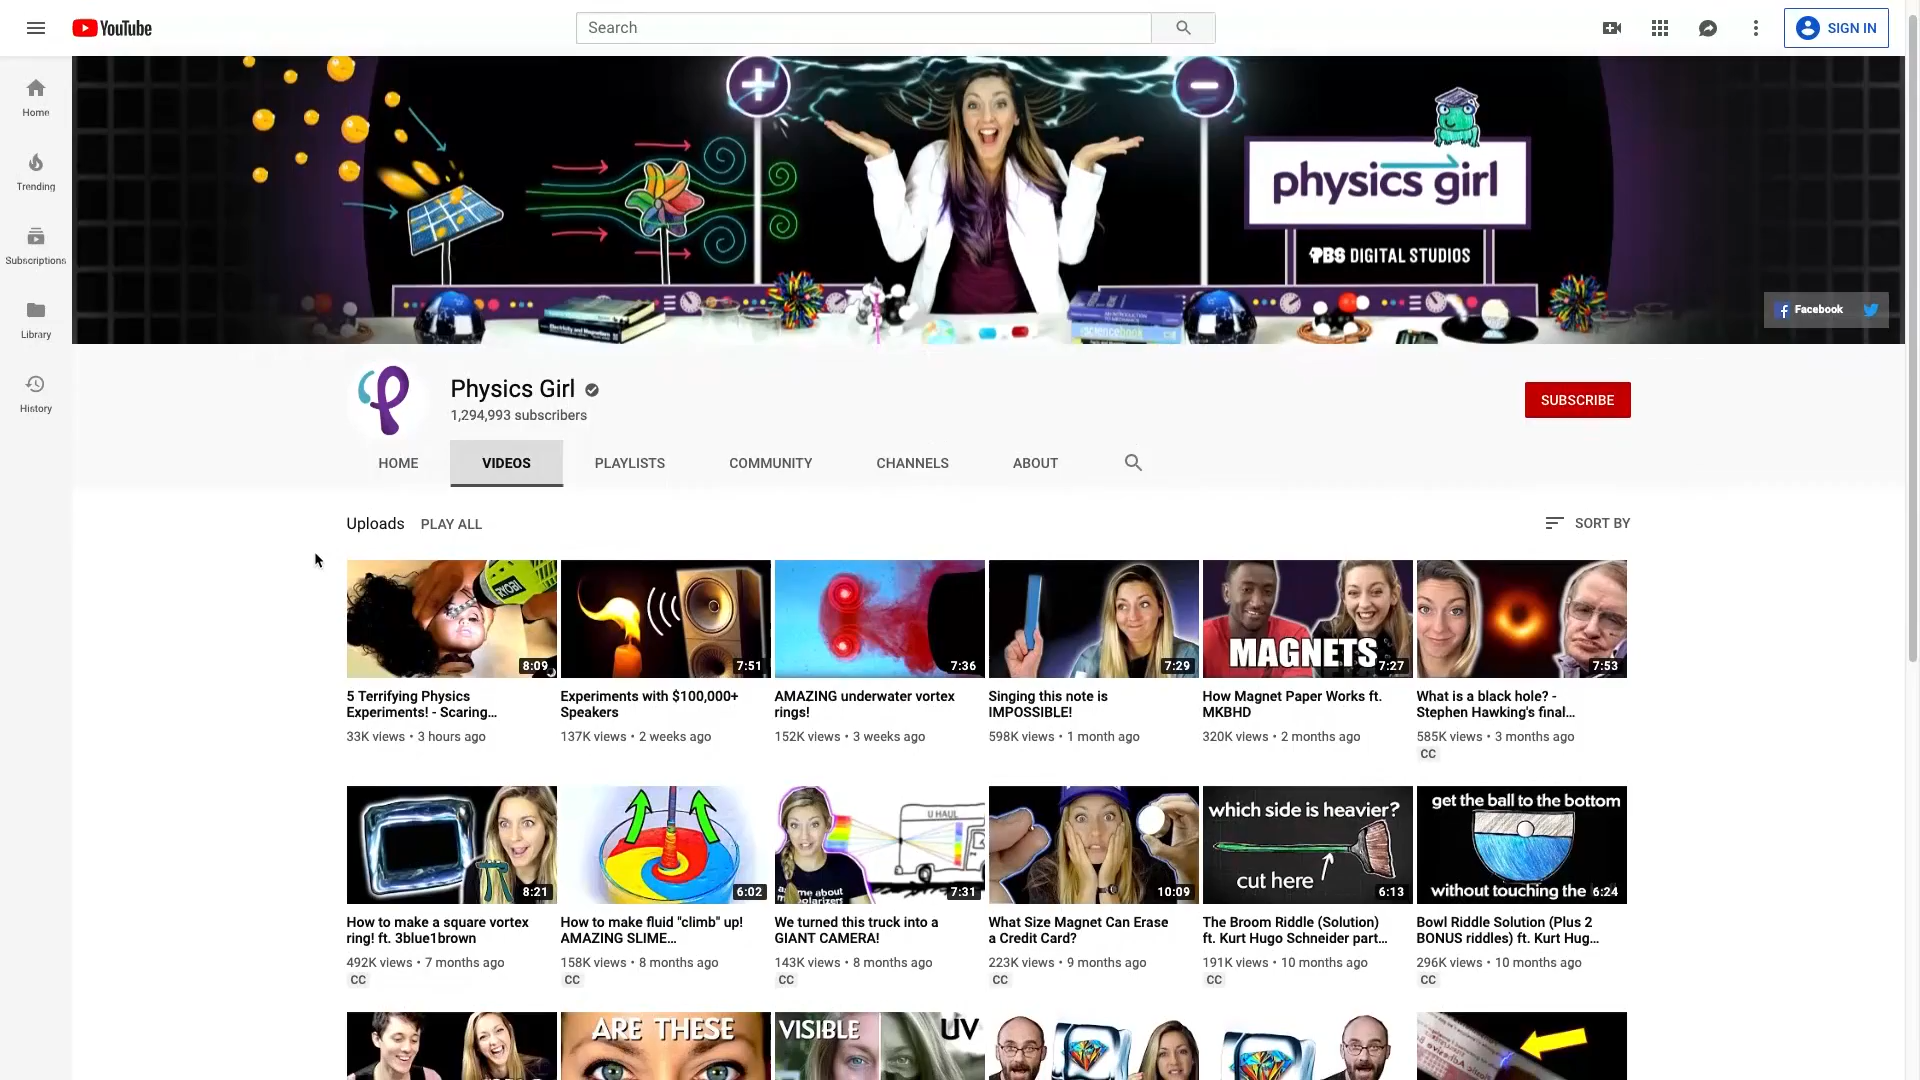 YouTube
Search
SIGN IN
Home
Trending
Subscriptions
Library
History
physics girl
PBS DIGITAL STUDIOS
Facebook
Physics Girl
1,294,993 subscribers
SUBSCRIBE
HOME
VIDEOS
PLAYLISTS
COMMUNITY
CHANNELS
ABOUT
Uploads
PLAY ALL
SORT BY
RYOBI
8:09
7:51
7:36
7:29
MAGNETS
7:27
7:53
5 Terrifying Physics
Experiments! - Scaring...
33K views • 3 hours ago
Experiments with $100,000+
Speakers
137K views • 2 weeks ago
AMAZING underwater vortex
rings!
152K views • 3 weeks ago
Singing this note is
IMPOSSIBLE!
598K views • 1 month ago
How Magnet Paper Works ft.
MKBHD
320K views • 2 months ago
What is a black hole? -
Stephen Hawking's final...
585K views • 3 months ago
CC
8:21
6:02
U HAUL
me about
7:31
10:09
which side is heavier?
cut here
6:13
get the ball to the bottom
without touching the
6:24
How to make a square vortex
ring! ft. 3blue1brown
492K views • 7 months ago
CC
How to make fluid "climb" up!
AMAZING SLIME...
158K views • 8 months ago
CC
We turned this truck into a
GIANT CAMERA!
143K views • 8 months ago
CC
What Size Magnet Can Erase
a Credit Card?
223K views • 9 months ago
CC
The Broom Riddle (Solution)
ft. Kurt Hugo Schneider part...
191K views • 10 months ago
CC
Bowl Riddle Solution (Plus 2
BONUS riddles) ft. Kurt Hug...
296K views • 10 months ago
CC
ARE THESE
VISIBLE
UV